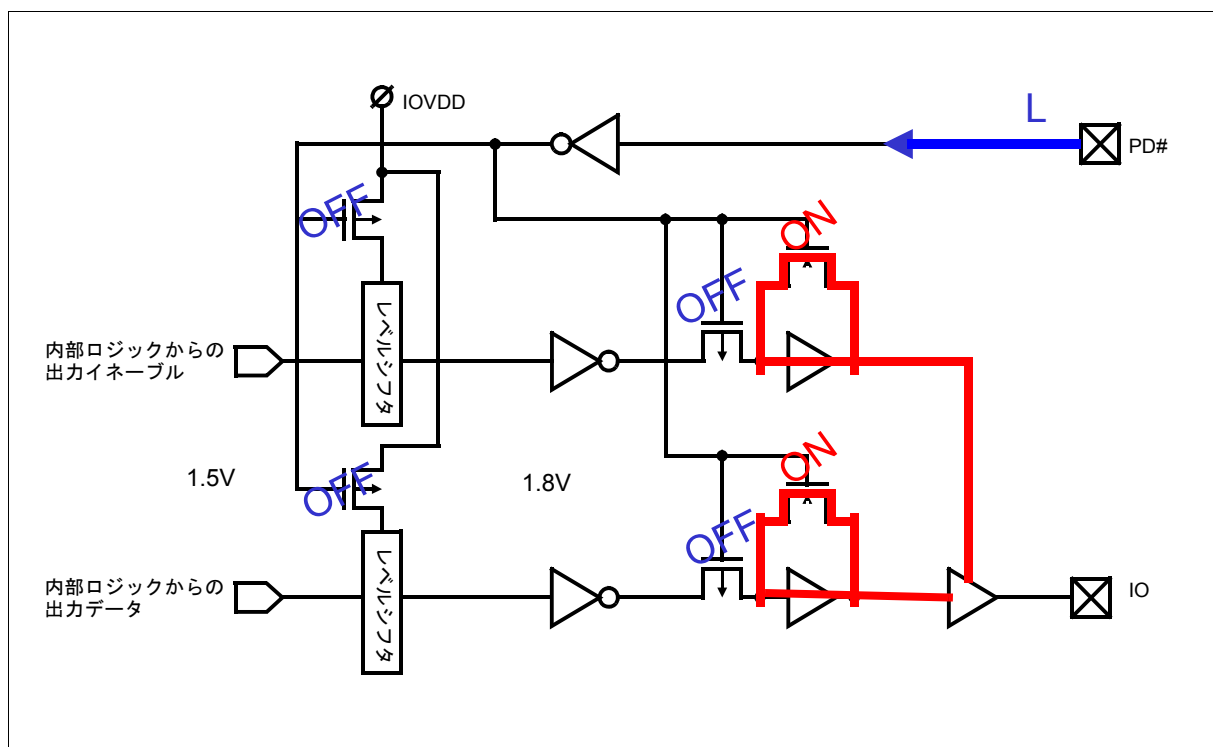 IOVDD
L
PD#
OFF
ON
OFF
レベルシフタ
内部ロジックからの
出力イネーブル
1.5V
OFF
1.8V
ON
OFF
レベルシフタ
内部ロジックからの
出力データ
IO